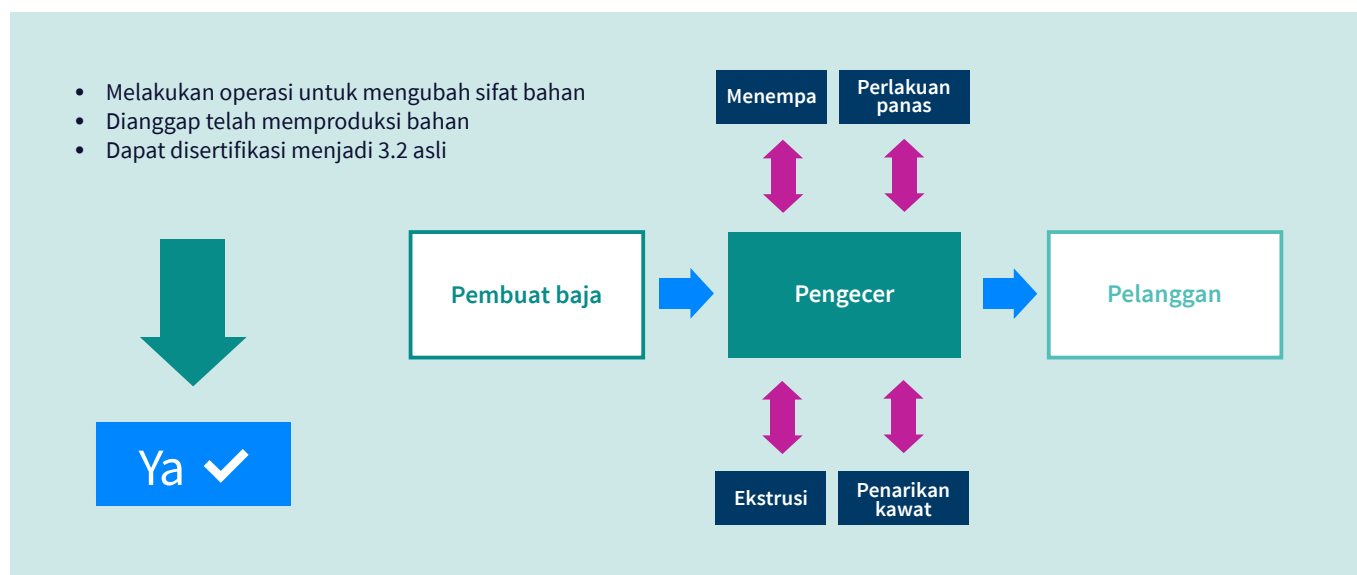 • Melakukan operasi untuk mengubah sifat bahan
• Dianggap telah memproduksi bahan
• Dapat disertifikasi menjadi 3.2 asli
Ya
Menempa
Perlakuan
panas
Pembuat baja
Pengecer
Pelanggan
Ekstrusi
Penarikan
kawat